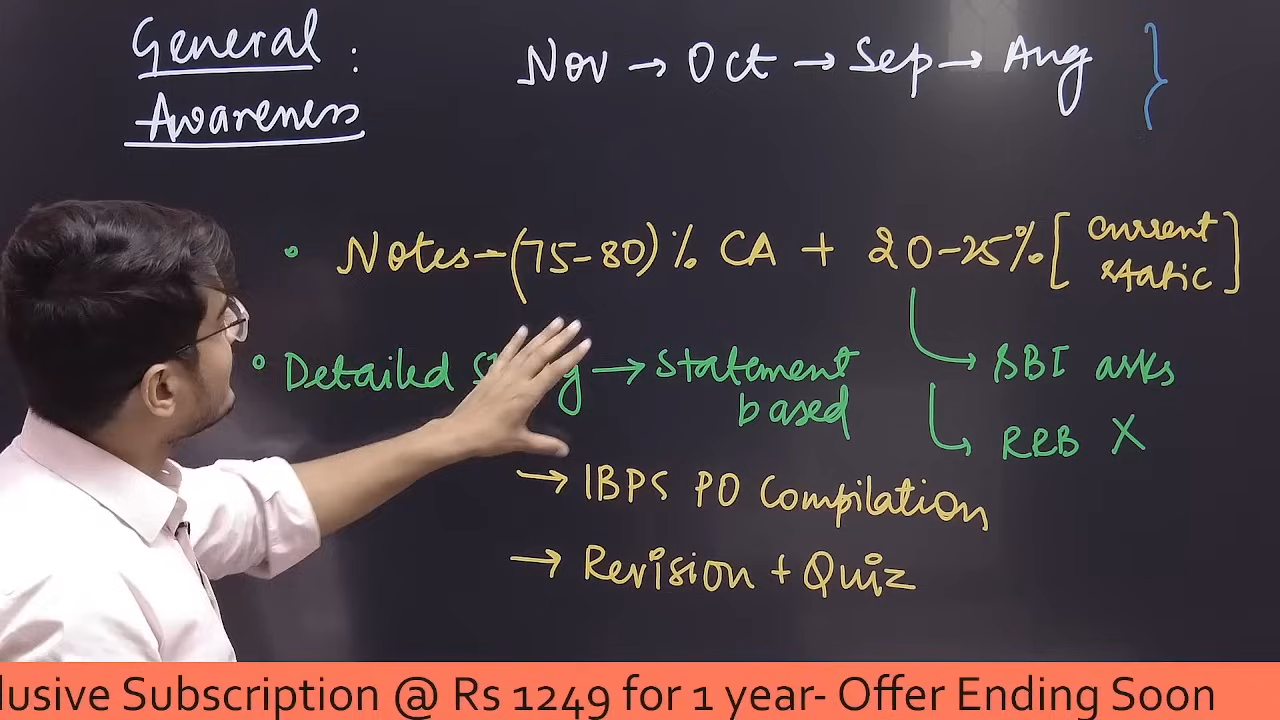 General :
Awareness
Nov → Oct → Sep → Aug }
• Notes - (75-80)% CA + 20-25% [ Current
Static ]
• Detailed → Statement
based
→ SBI asks
→ RRB X
→ IBPS PO Compilation
→ Revision + Quiz
lusive Subscription @ Rs 1249 for 1 year- Offer Ending Soon